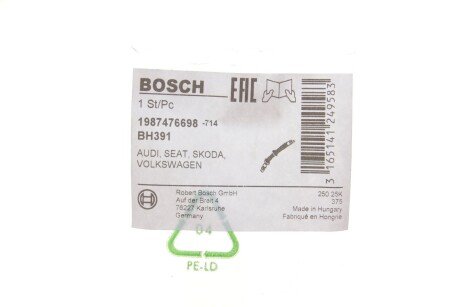 BOSCH EAC
1 St/Pc
1987476698 -714
BH391
AUDI, SEAT, SKODA,
VOLKSWAGEN
3165141249583
Robert Bosch GmbH
Auf der Breit 4
76227 Karlsruhe
Germany
250 25K
375
Made in Hungary
Fabriqué en Hongrie
04
PE-LD